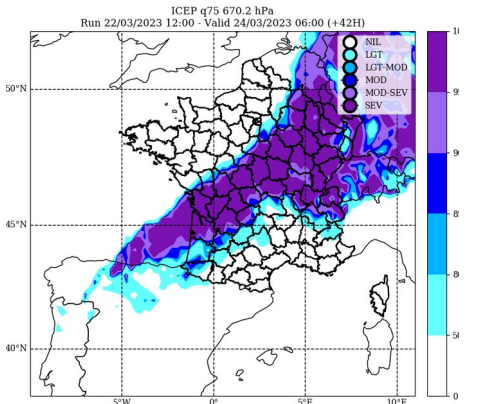 ICEP q75 670.2 hPa
Run 22/03/2023 12:00 - Valid 24/03/2023 06:00 (+42H)
NIL
LGT
LGT-MOD
MOD
MOD-SEV
SEV
50°N
45°N
40°N
5°W
0°
5°E
10°E
0